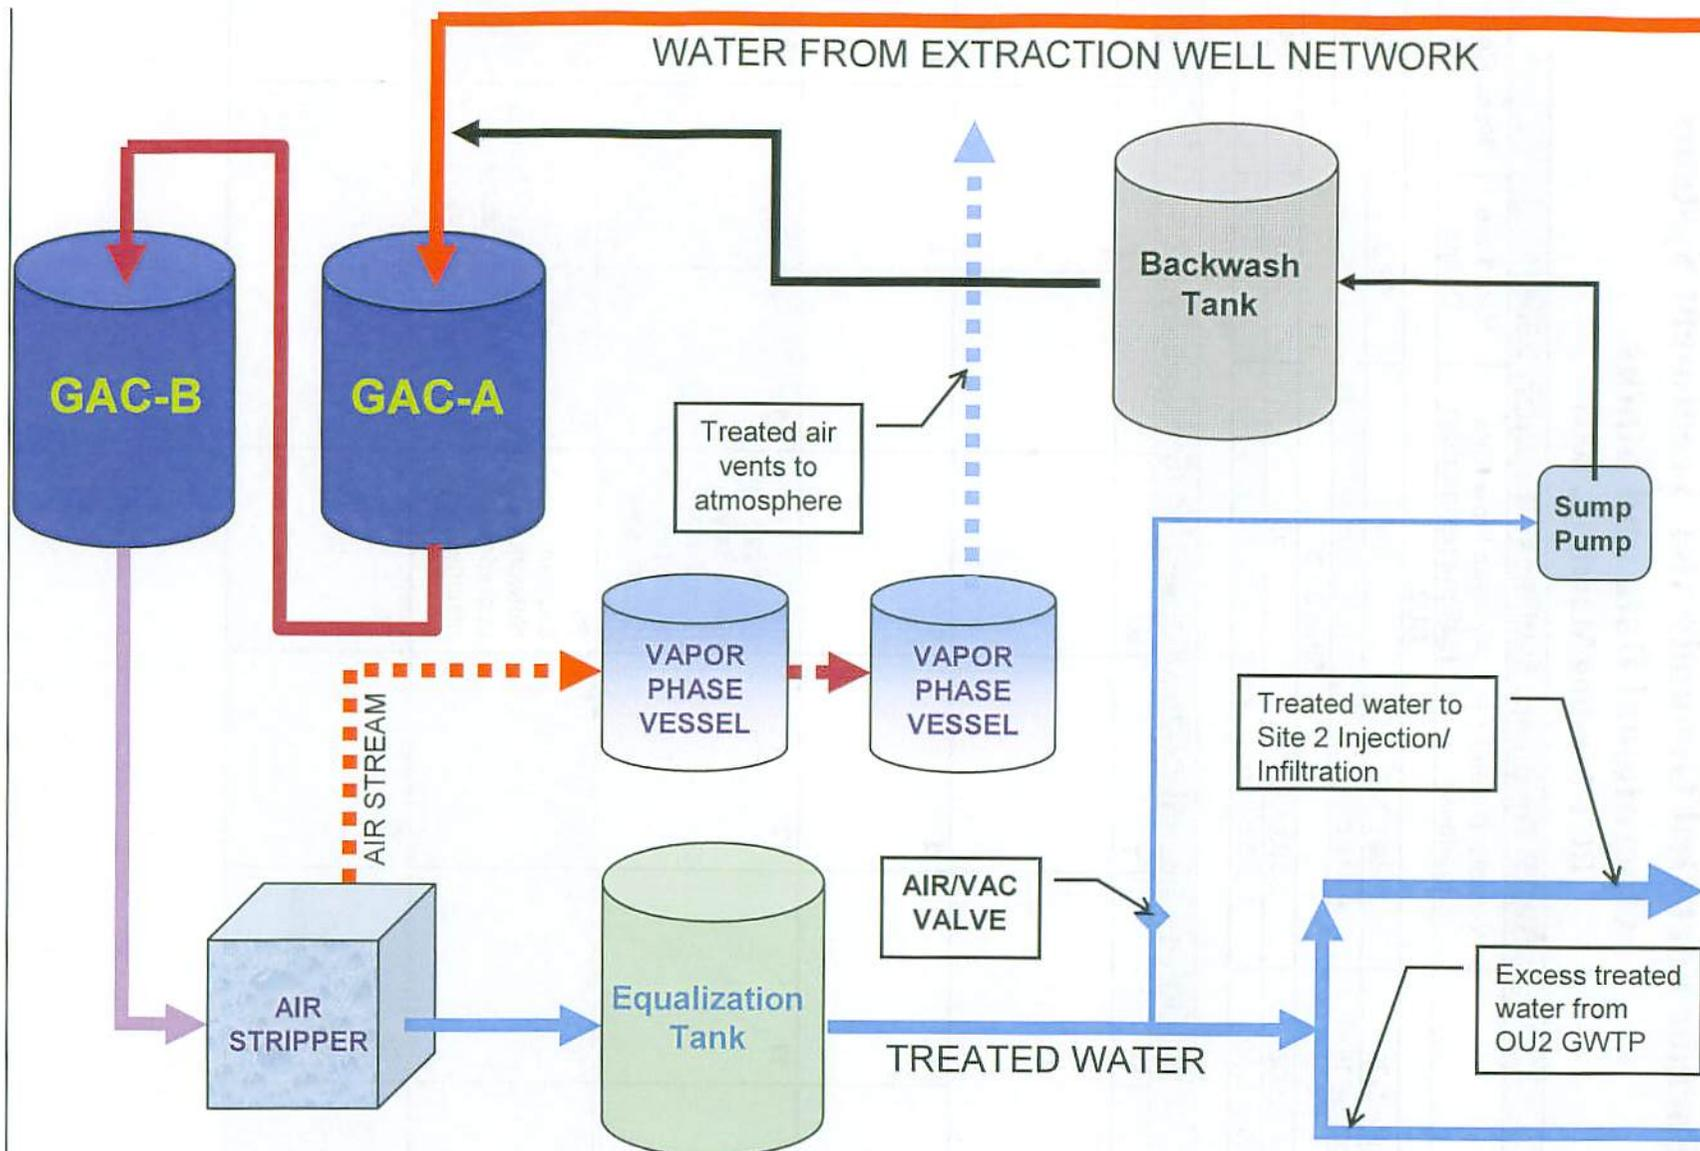 WATER FROM EXTRACTION WELL NETWORK
Backwash
Tank
GAC-B
GAC-A
Treated air
vents to
atmosphere
Sump
Pump
VAPOR
PHASE
VESSEL
VAPOR
PHASE
VESSEL
Treated water to
Site 2 Injection/
Infiltration
AIR STREAM
AIR/VAC
VALVE
Excess treated
water from
OU2 GWTP
AIR
STRIPPER
Equalization
Tank
TREATED WATER